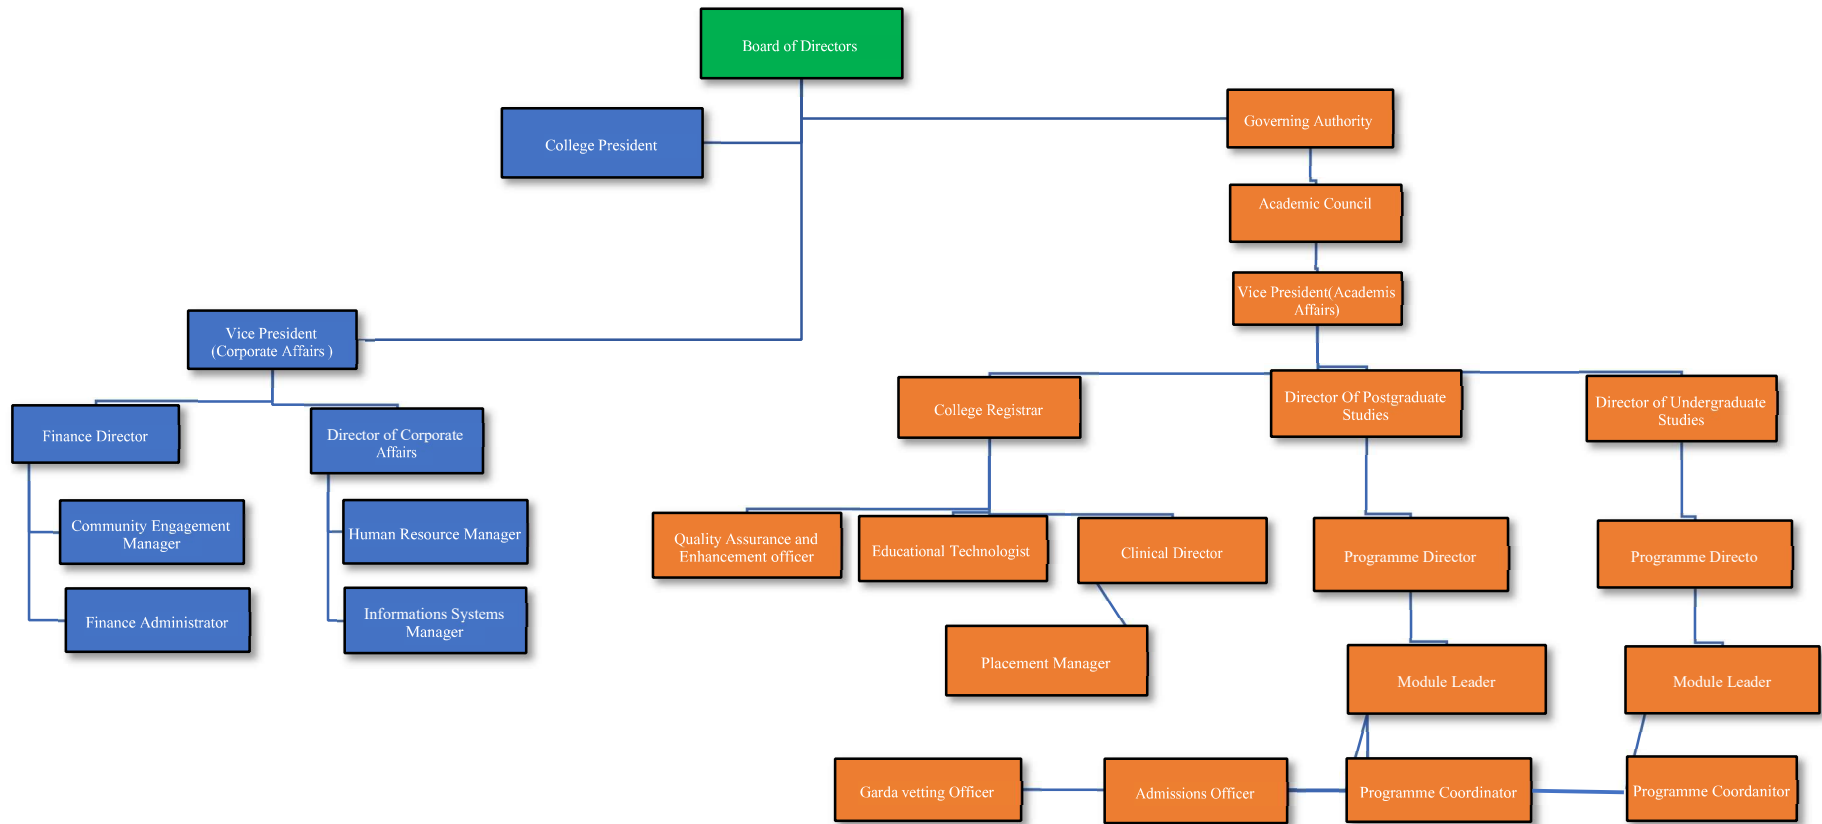 Board of Directors
College President
Governing Authority
Academic Council
Vice President(Academis
Affairs)
Vice President
(Corporate Affairs )
Finance Director
Director of Corporate
Affairs
College Registrar
Director Of Postgraduate
Studies
Director of Undergraduate
Studies
Community Engagement
Manager
Human Resource Manager
Quality Assurance and
Enhancement officer
Educational Technologist
Clinical Director
Programme Director
Programme Directo
Finance Administrator
Informations Systems
Manager
Placement Manager
Module Leader
Module Leader
Garda vetting Officer
Admissions Officer
Programme Coordinator
Programme Coordanitor